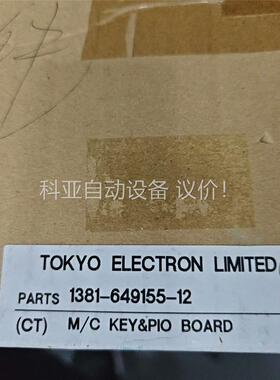 科亚自动设备 议价!
TOKYO ELECTRON LIMITED
PARTS 1381-649155-12
(CT) M/C KEY&PIO BOARD